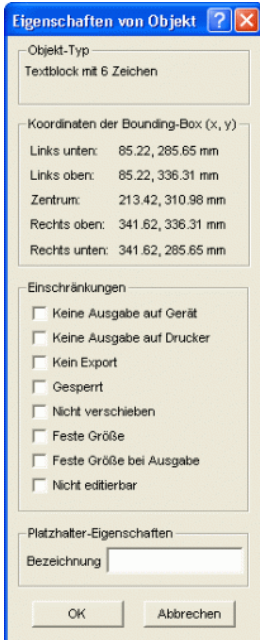 Eigenschaften von Objekt
Objekt-Typ
Textblock mit 6 Zeichen
Koordinaten der Bounding-Box (x, y)
Links unten: 85.22, 285.65 mm
Links oben: 85.22, 336.31 mm
Zentrum: 213.42, 310.98 mm
Rechts oben: 341.62, 336.31 mm
Rechts unten: 341.62, 285.65 mm
Einschränkungen
Keine Ausgabe auf Gerät
Keine Ausgabe auf Drucker
Kein Export
Gesperrt
Nicht verschieben
Feste Größe
Feste Größe bei Ausgabe
Nicht editierbar
Platzhalter-Eigenschaften
Bezeichnung
OK Abbrechen